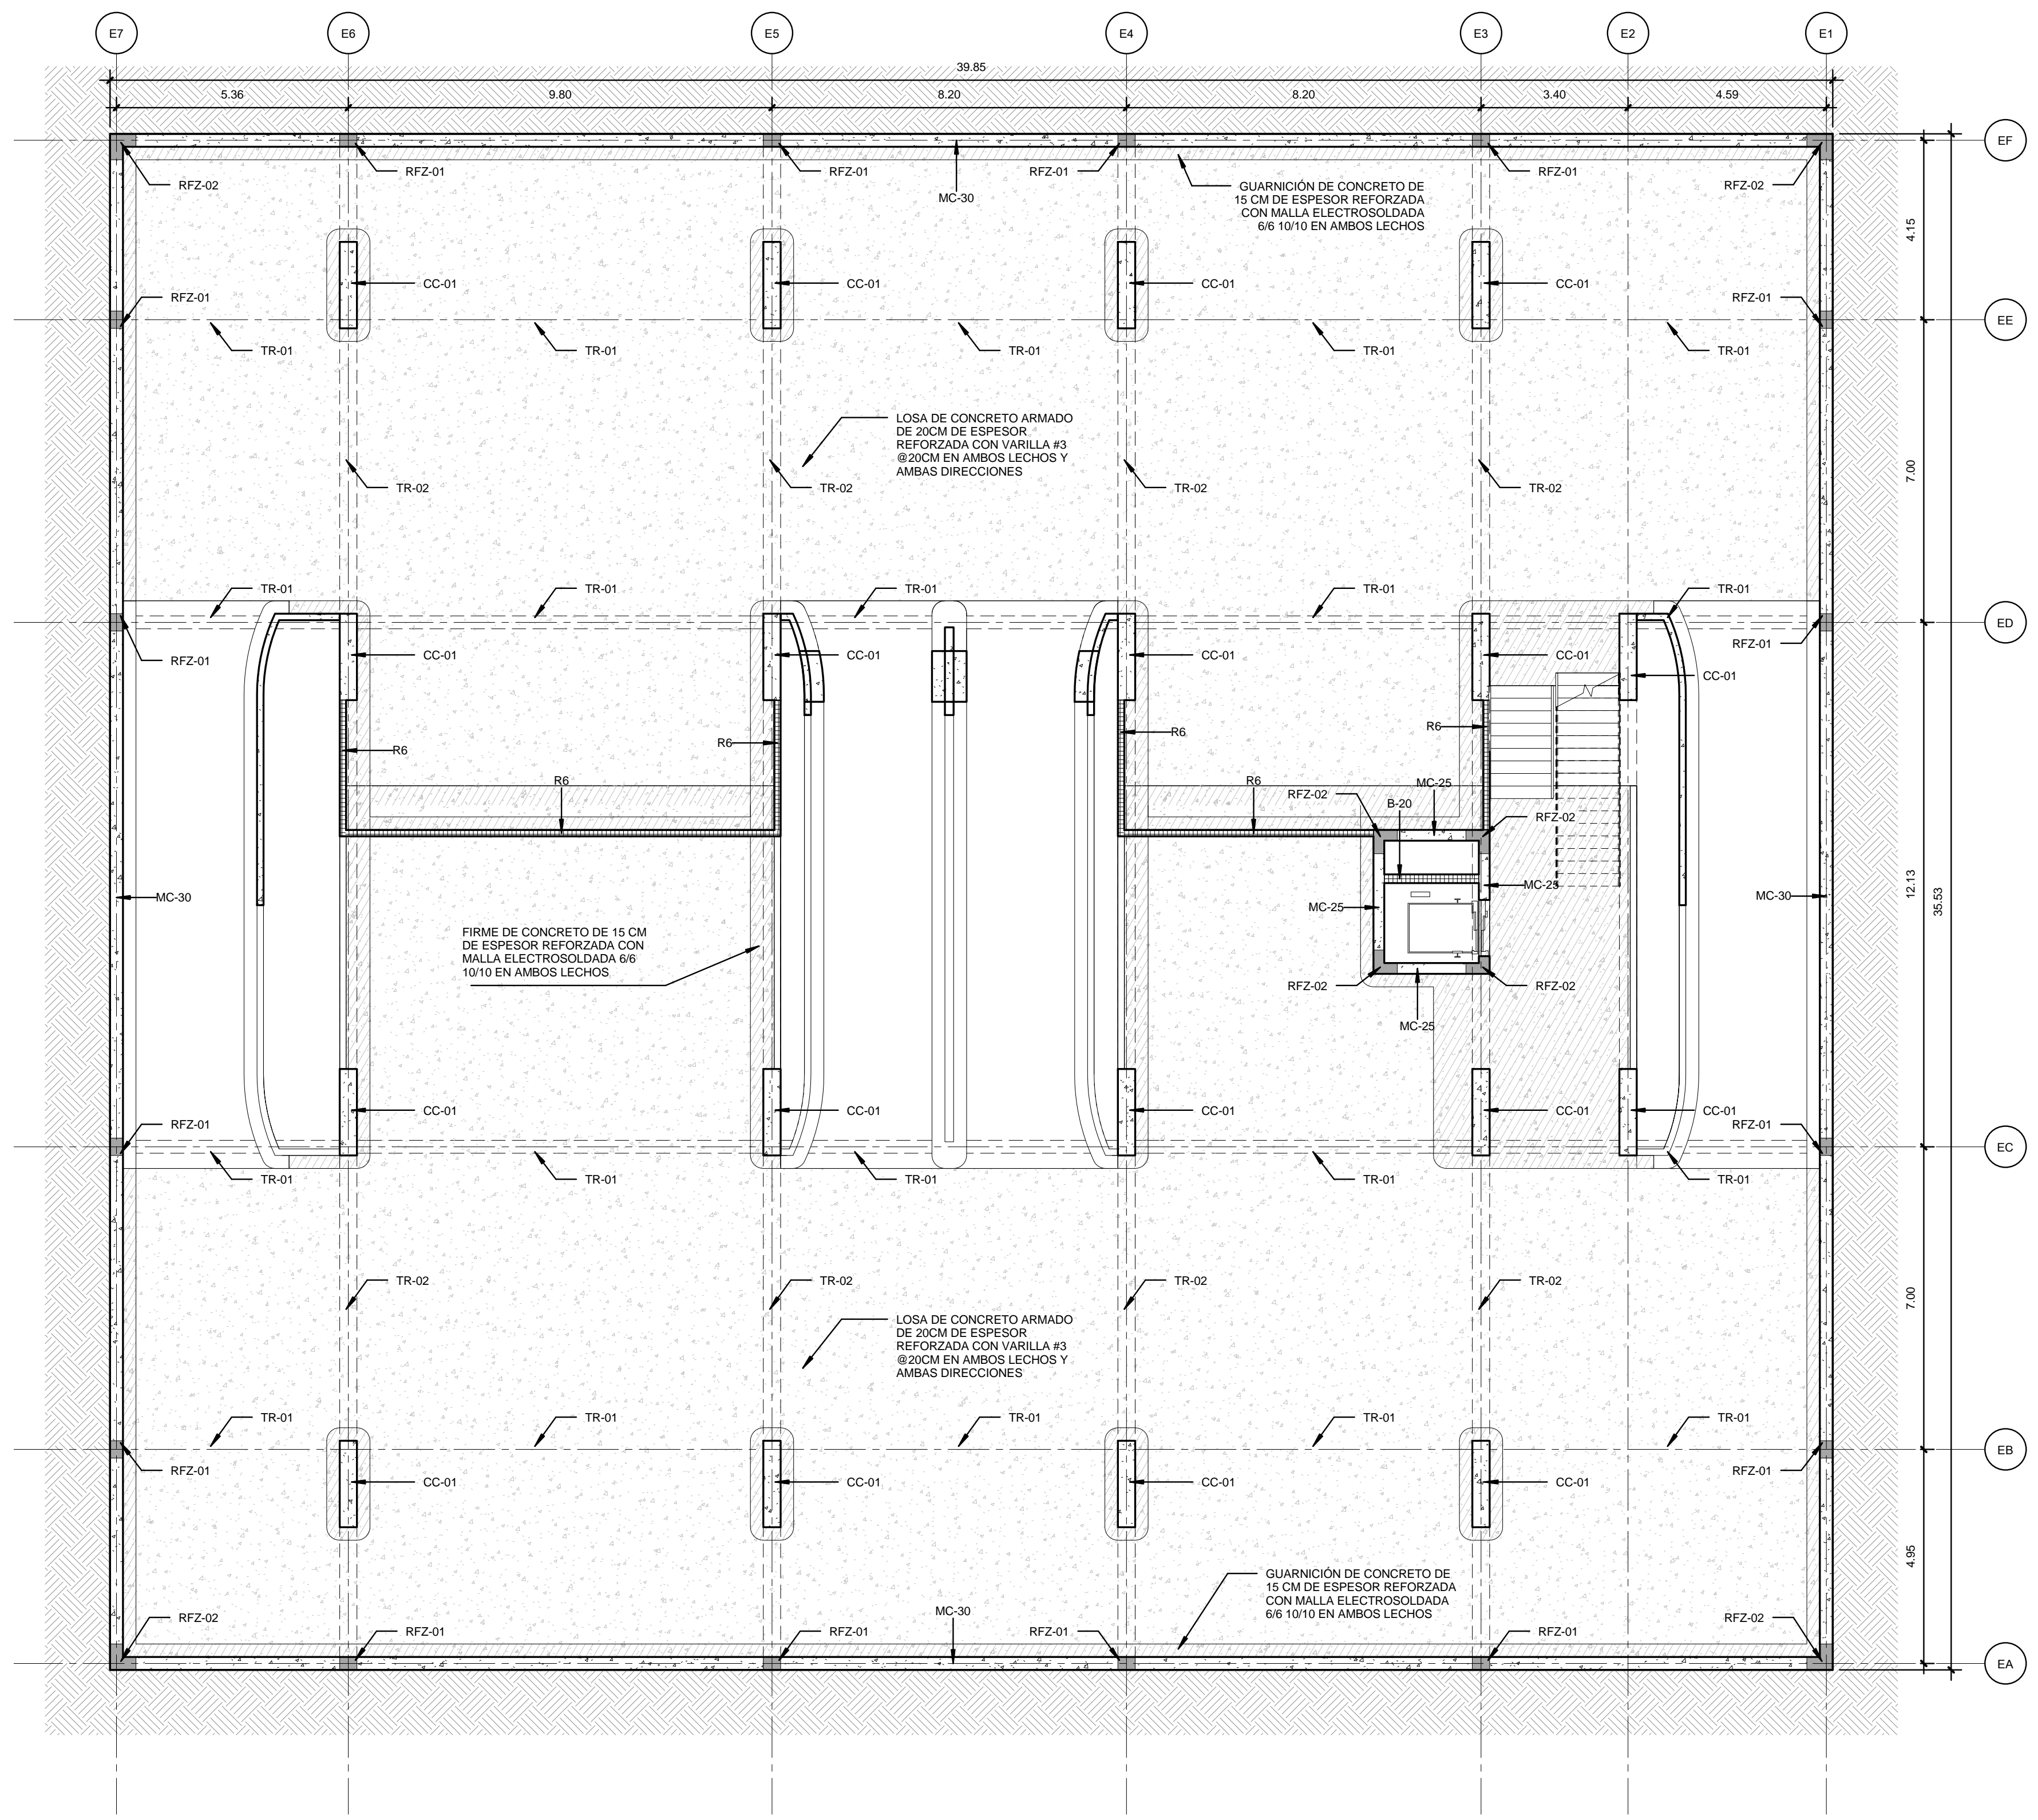 E7
E6
E5
E4
E3
E2
E1
39.85
5.36
9.80
8.20
8.20
3.40
4.59
EF
RFZ-01
RFZ-01
RFZ-01
RFZ-01
RFZ-02
RFZ-02
MC-30
GUARNICIÓN DE CONCRETO DE
15 CM DE ESPESOR REFORZADA
CON MALLA ELECTROSOLDADA
6/6 10/10 EN AMBOS LECHOS
4.15
CC-01
CC-01
CC-01
CC-01
RFZ-01
RFZ-01
EE
TR-01
TR-01
TR-01
TR-01
TR-01
LOSA DE CONCRETO ARMADO
DE 20CM DE ESPESOR
REFORZADA CON VARILLA #3
@20CM EN AMBOS LECHOS Y
AMBAS DIRECCIONES
7.00
TR-02
TR-02
TR-02
TR-02
TR-01
TR-01
TR-01
TR-01
TR-01
ED
RFZ-01
RFZ-01
CC-01
CC-01
CC-01
CC-01
CC-01
R6
R6
R6
R6
R6
R6
MC-25
RFZ-02
B-20
RFZ-02
MC-25
MC-25
MC-30
MC-30
12.13
35.53
FIRME DE CONCRETO DE 15 CM
DE ESPESOR REFORZADA CON
MALLA ELECTROSOLDADA 6/6
10/10 EN AMBOS LECHOS
RFZ-02
RFZ-02
MC-25
CC-01
CC-01
CC-01
CC-01
CC-01
RFZ-01
RFZ-01
EC
TR-01
TR-01
TR-01
TR-01
TR-01
TR-02
TR-02
TR-02
TR-02
7.00
LOSA DE CONCRETO ARMADO
DE 20CM DE ESPESOR
REFORZADA CON VARILLA #3
@20CM EN AMBOS LECHOS Y
AMBAS DIRECCIONES
TR-01
TR-01
TR-01
TR-01
TR-01
EB
RFZ-01
RFZ-01
CC-01
CC-01
CC-01
CC-01
4.95
GUARNICIÓN DE CONCRETO DE
15 CM DE ESPESOR REFORZADA
CON MALLA ELECTROSOLDADA
6/6 10/10 EN AMBOS LECHOS
MC-30
RFZ-02
RFZ-02
RFZ-01
RFZ-01
RFZ-01
RFZ-01
EA